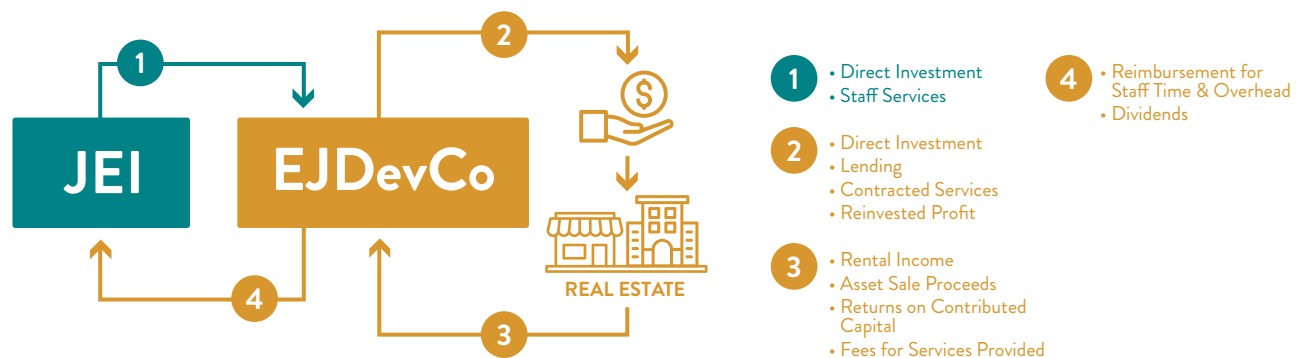 1
2
$
JEI
EJDevCo
REAL ESTATE
4
3
1
• Direct Investment
• Staff Services
2
• Direct Investment
• Lending
• Contracted Services
• Reinvested Profit
3
• Rental Income
• Asset Sale Proceeds
• Returns on Contributed
Capital
• Fees for Services Provided
4
• Reimbursement for
Staff Time & Overhead
• Dividends